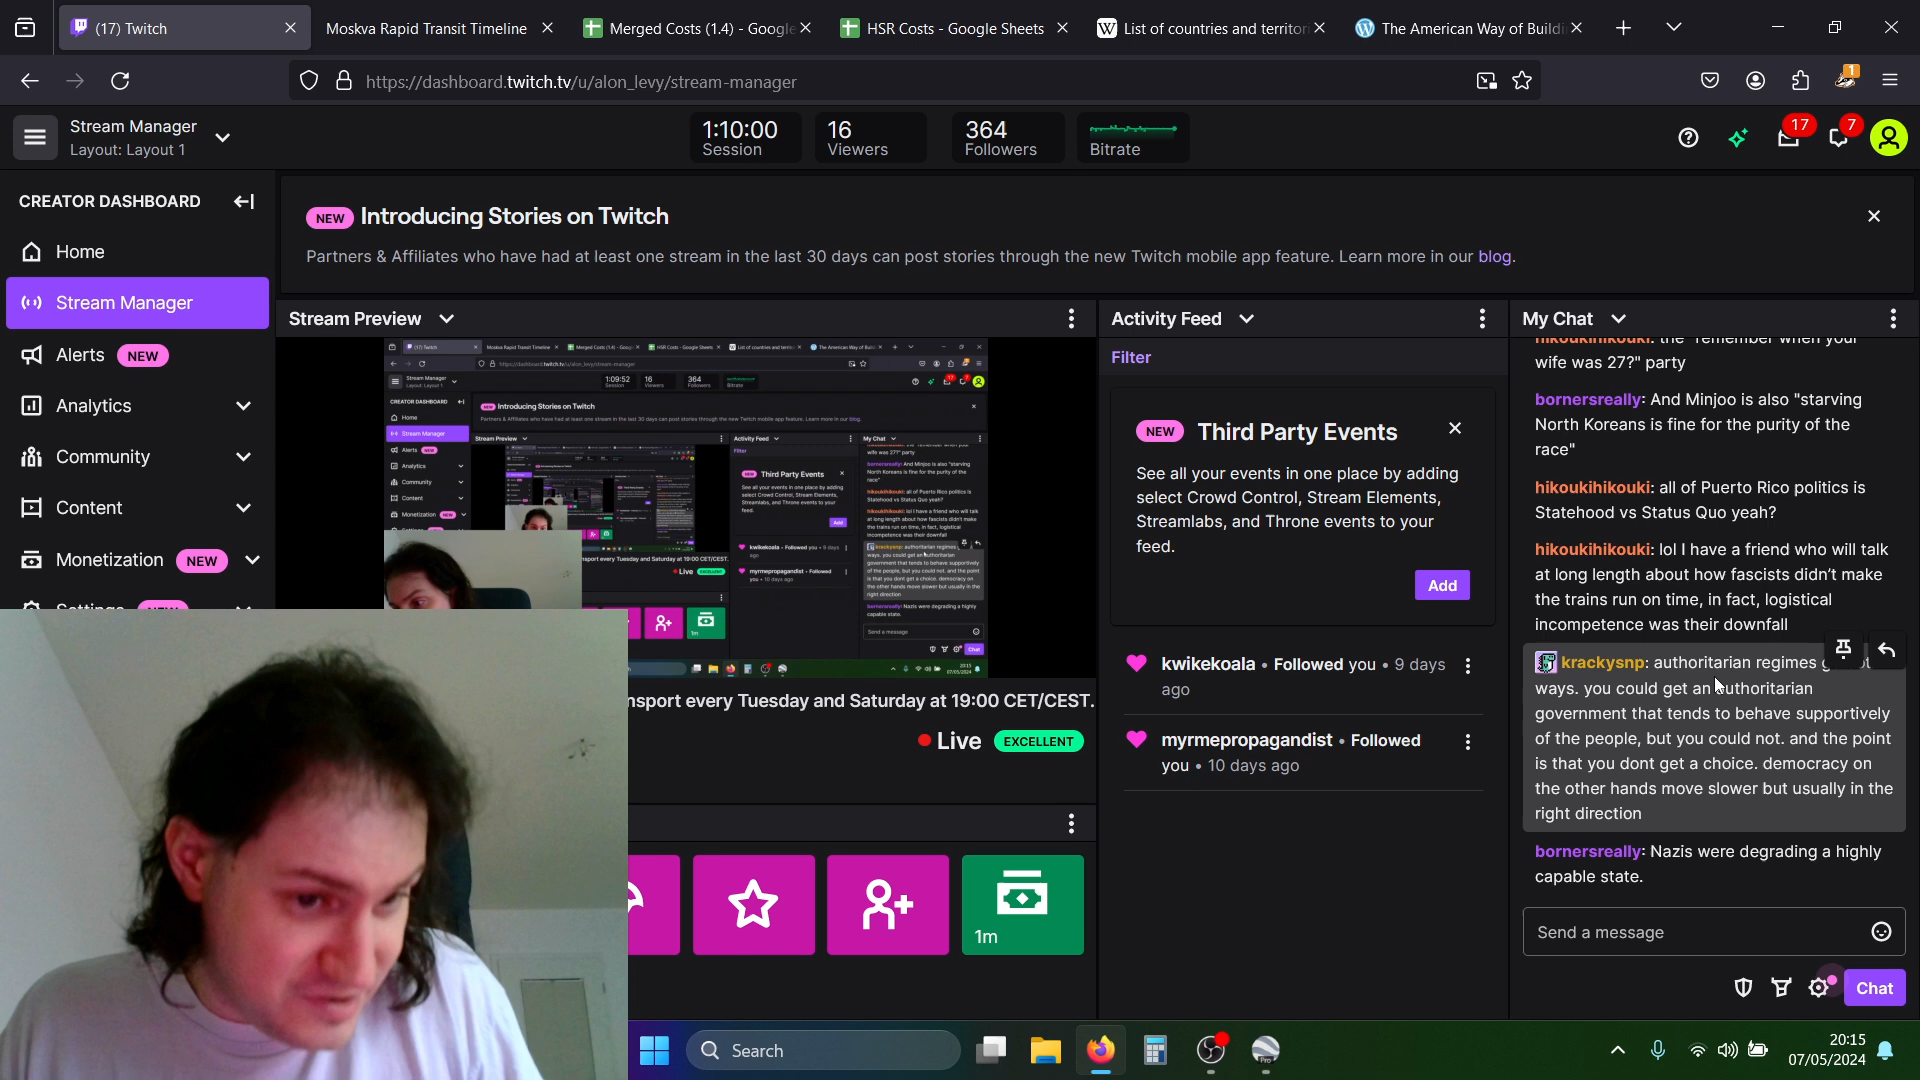 (17) Twitch
Moskva Rapid Transit Timeline
Merged Costs (1.4) - Google
HSR Costs - Google Sheets
List of countries and territori
The American Way of Buildi
https://dashboard.twitch.tv/u/alon_levy/stream-manager
1
Stream Manager
Layout: Layout 1
1:10:00
Session
16
Viewers
364
Followers
Bitrate
17
7
CREATOR DASHBOARD
Home
Stream Manager
Alerts NEW
Analytics
Community
Content
Monetization NEW
NEW Introducing Stories on Twitch
Partners & Affiliates who have had at least one stream in the last 30 days can post stories through the new Twitch mobile app feature. Learn more in our blog.
Stream Preview
nsport every Tuesday and Saturday at 19:00 CET/CEST.
Live EXCELLENT
1m
Activity Feed
Filter
NEW Third Party Events
See all your events in one place by adding
select Crowd Control, Stream Elements,
Streamlabs, and Throne events to your
feed.
Add
kwikekoala • Followed you • 9 days
ago
myrmepropagandist • Followed
you • 10 days ago
My Chat
hikoukihikouki: the "remember when your
wife was 27?" party
bornersreally: And Minjoo is also "starving
North Koreans is fine for the purity of the
race"
hikoukihikouki: all of Puerto Rico politics is
Statehood vs Status Quo yeah?
hikoukihikouki: lol I have a friend who will talk
at long length about how fascists didn't make
the trains run on time, in fact, logistical
incompetence was their downfall
krackysnp: authoritarian regimes
ways. you could get an authoritarian
government that tends to behave supportively
of the people, but you could not. and the point
is that you dont get a choice. democracy on
the other hands move slower but usually in the
right direction
bornersreally: Nazis were degrading a highly
capable state.
Send a message
Chat
Search
20:15
07/05/2024